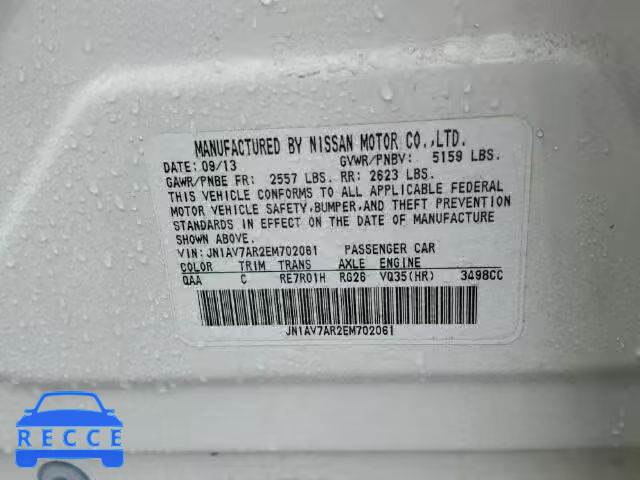 MANUFACTURED BY NISSAN MOTOR CO.,LTD.
DATE: 09/13 GVWR/PNBV: 5159 LBS.
GAWR/PNBE FR: 2557 LBS. RR: 2623 LBS.
THIS VEHICLE CONFORMS TO ALL APPLICABLE FEDERAL
MOTOR VEHICLE SAFETY,BUMPER,AND THEFT PREVENTION
STANDARDS IN EFFECT ON THE DATE OF MANUFACTURE
SHOWN ABOVE.
VIN: JN1AV7AR2EM702061 PASSENGER CAR
COLOR TRIM TRANS AXLE ENGINE
QAA C RE7R01H RG26 VQ35(HR) 3498CC
JN1AV7AR2EM702061
RECCE